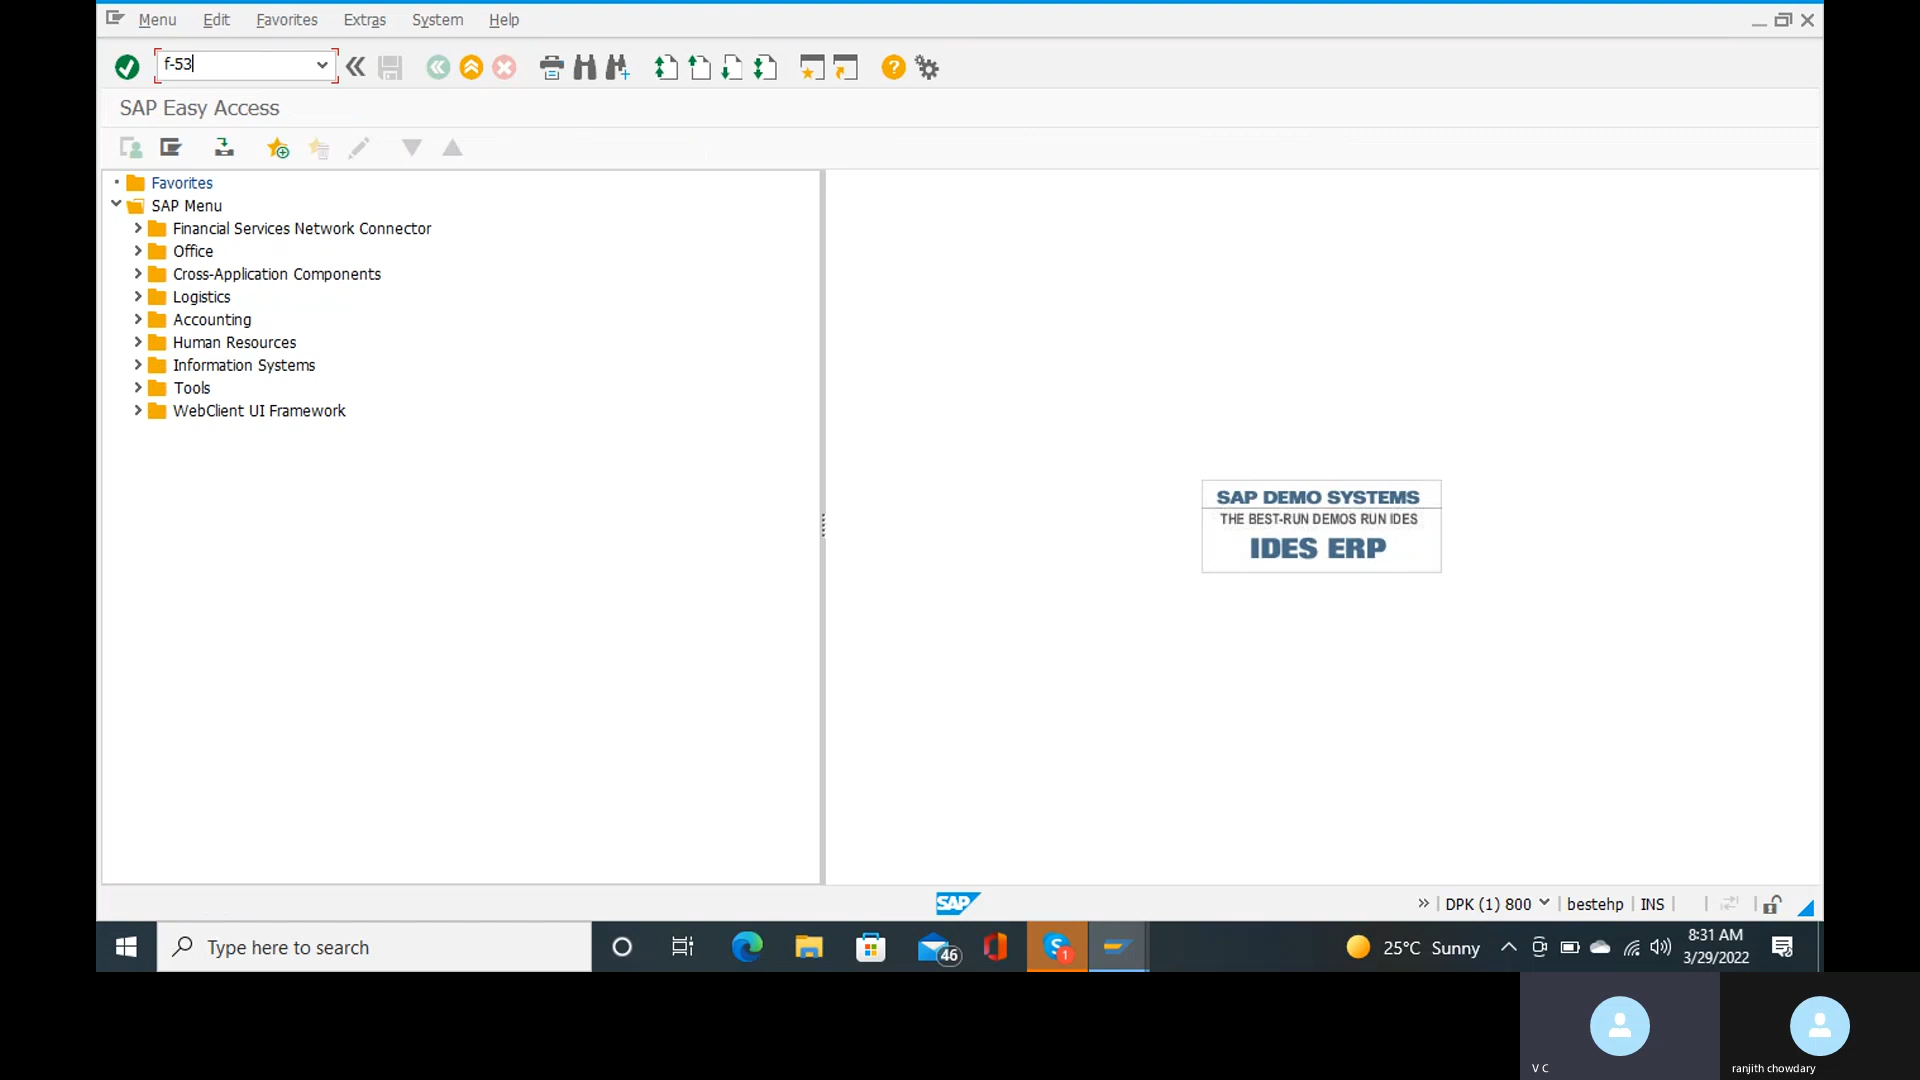 Menu Edit Favorites Extras System Help
f-53
SAP Easy Access
Favorites
SAP Menu
Financial Services Network Connector
Office
Cross-Application Components
Logistics
Accounting
Human Resources
Information Systems
Tools
WebClient UI Framework
SAP DEMO SYSTEMS
THE BEST-RUN DEMOS RUN IDES
IDES ERP
SAP
DPK (1) 800 bestehp INS
Type here to search
46
1
25°C Sunny
8:31 AM
3/29/2022
V C
ranjith chowdary